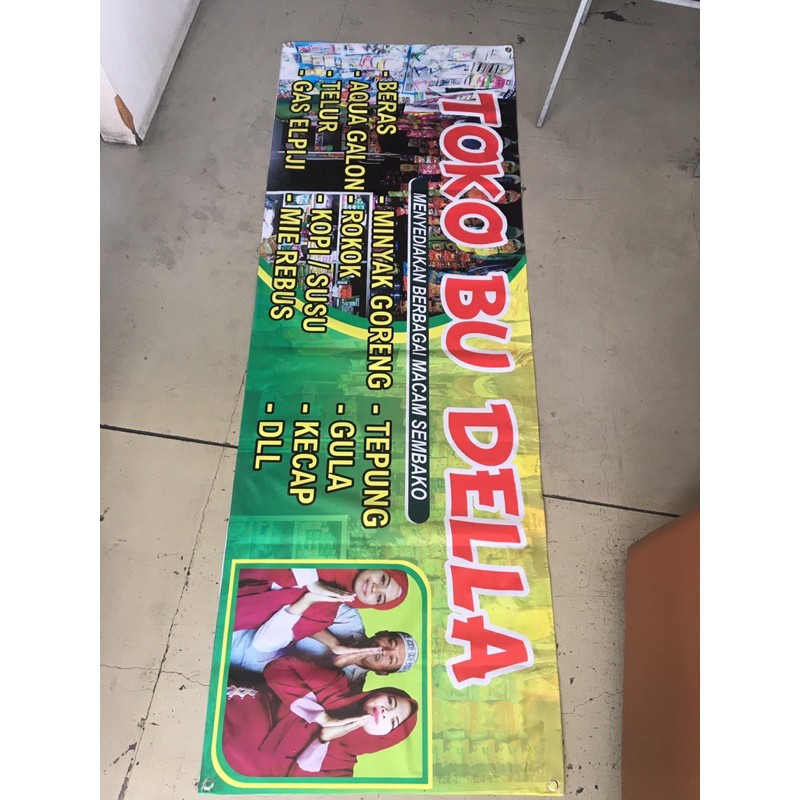 TOKO BU DELLA
MENYEDIAKAN BERBAGAI MACAM SEMBAKO
- BERAS
- AQUA GALON
- TELUR
- GAS ELPIJI
- MINYAK GORENG
- ROKOK
- KOPI / SUSU
- MIE REBUS
- TEPUNG
- GULA
- KECAP
- DLL